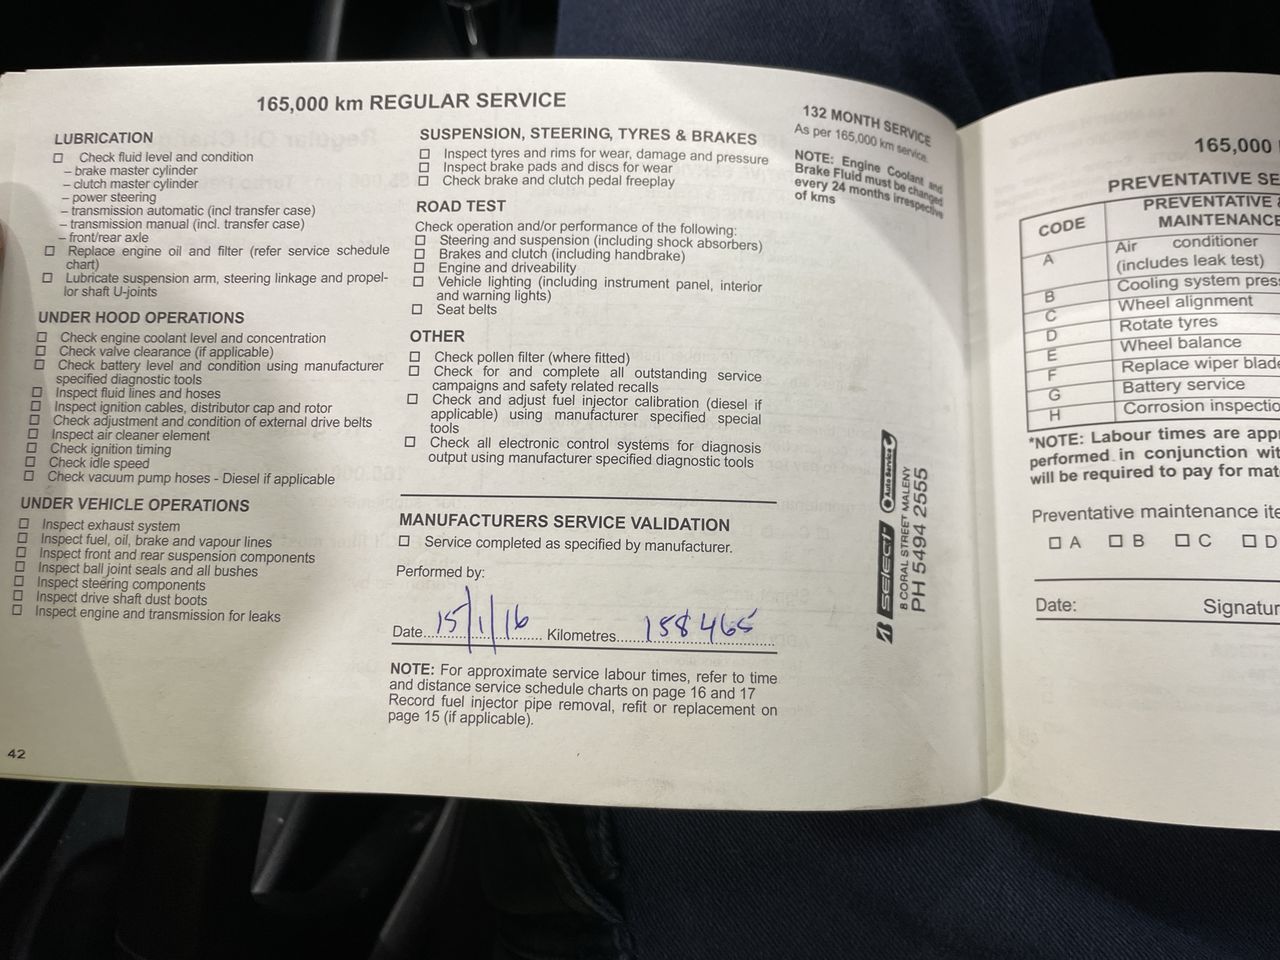 165,000 km REGULAR SERVICE
LUBRICATION
☐ Check fluid level and condition
– brake master cylinder
– clutch master cylinder
– power steering
– transmission automatic (incl transfer case)
– transmission manual (incl. transfer case)
– front/rear axle
☐ Replace engine oil and filter (refer service schedule
chart)
☐ Lubricate suspension arm, steering linkage and propel-
lor shaft U-joints
UNDER HOOD OPERATIONS
☐ Check engine coolant level and concentration
☐ Check valve clearance (if applicable)
☐ Check battery level and condition using manufacturer
specified diagnostic tools
☐ Inspect fluid lines and hoses
☐ Inspect ignition cables, distributor cap and rotor
☐ Check adjustment and condition of external drive belts
☐ Inspect air cleaner element
☐ Check ignition timing
☐ Check idle speed
☐ Check vacuum pump hoses - Diesel if applicable
UNDER VEHICLE OPERATIONS
☐ Inspect exhaust system
☐ Inspect fuel, oil, brake and vapour lines
☐ Inspect front and rear suspension components
☐ Inspect ball joint seals and all bushes
☐ Inspect steering components
☐ Inspect drive shaft dust boots
☐ Inspect engine and transmission for leaks
42
SUSPENSION, STEERING, TYRES & BRAKES
☐ Inspect tyres and rims for wear, damage and pressure
☐ Inspect brake pads and discs for wear
☐ Check brake and clutch pedal freeplay
ROAD TEST
Check operation and/or performance of the following:
☐ Steering and suspension (including shock absorbers)
☐ Brakes and clutch (including handbrake)
☐ Engine and driveability
☐ Vehicle lighting (including instrument panel, interior
and warning lights)
☐ Seat belts
OTHER
☐ Check pollen filter (where fitted)
☐ Check for and complete all outstanding service
campaigns and safety related recalls
☐ Check and adjust fuel injector calibration (diesel if
applicable) using manufacturer specified special
tools
☐ Check all electronic control systems for diagnosis
output using manufacturer specified diagnostic tools
MANUFACTURERS SERVICE VALIDATION
☐ Service completed as specified by manufacturer.
Performed by:
Date 15/1/16 Kilometres 158465
NOTE: For approximate service labour times, refer to time
and distance service schedule charts on page 16 and 17
Record fuel injector pipe removal, refit or replacement on
page 15 (if applicable).
132 MONTH SERVICE
As per 165,000 km service.
NOTE: Engine Coolant and
Brake Fluid must be changed
every 24 months irrespective
of kms
B SELECT Auto Service
8 CORAL STREET MALENY
PH 5494 2555
165,000
PREVENTATIVE SE
CODE
PREVENTATIVE &
MAINTENANCE
A Air conditioner
(includes leak test)
B Cooling system pres
C Wheel alignment
D Rotate tyres
E Wheel balance
F Replace wiper blade
G Battery service
H Corrosion inspectio
*NOTE: Labour times are app
performed in conjunction wit
will be required to pay for mat
Preventative maintenance ite
☐ A ☐ B ☐ C ☐ D
Date: Signatur